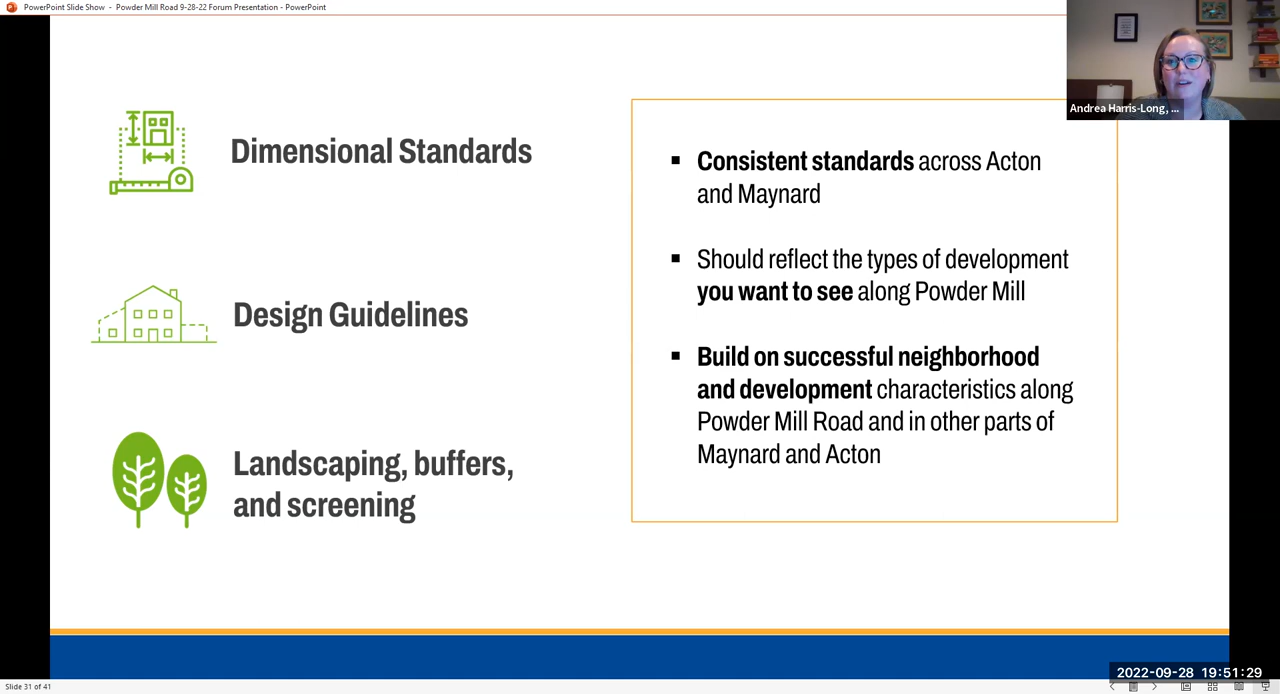 PowerPoint Slide Show - Powder Mill Road 9-28-22 Forum Presentation - PowerPoint
Andrea Harris-Long, ...
Dimensional Standards
Design Guidelines
Landscaping, buffers,
and screening
▪ Consistent standards across Acton
and Maynard
▪ Should reflect the types of development
you want to see along Powder Mill
▪ Build on successful neighborhood
and development characteristics along
Powder Mill Road and in other parts of
Maynard and Acton
2022-09-28 19:51:29
Slide 31 of 41